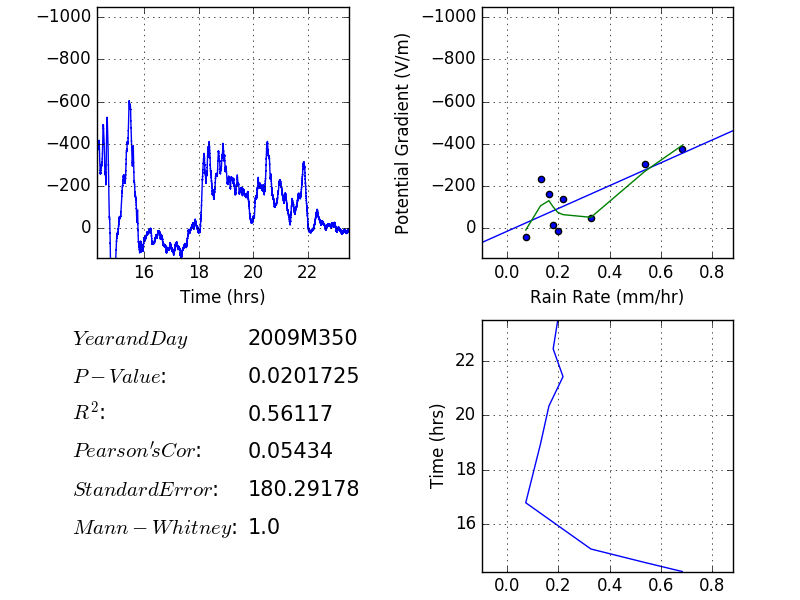 −1000
−800
−600
−400
−200
0
16 18 20 22
Time (hrs)
Potential Gradient (V/m)
−1000
−800
−600
−400
−200
0
0.0 0.2 0.4 0.6 0.8
Rain Rate (mm/hr)
YearandDay 2009M350
P−Value: 0.0201725
R²: 0.56117
Pearson'sCor: 0.05434
StandardError: 180.29178
Mann−Whitney: 1.0
Time (hrs)
22
20
18
16
0.0 0.2 0.4 0.6 0.8